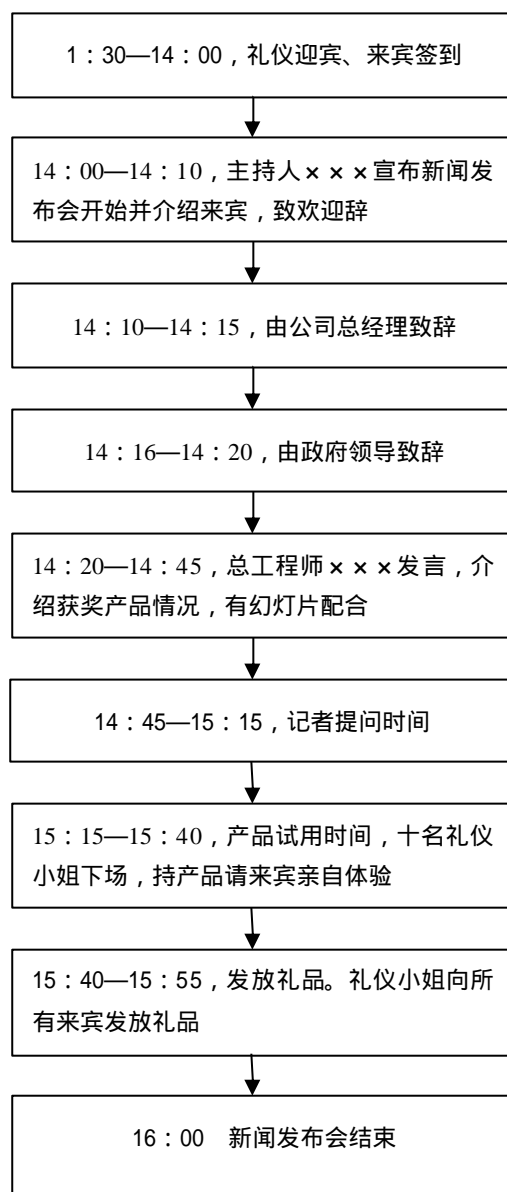 1：30—14：00，礼仪迎宾、来宾签到
14：00—14：10，主持人×××宣布新闻发
布会开始并介绍来宾，致欢迎辞
14：10—14：15，由公司总经理致辞
14：16—14：20，由政府领导致辞
14：20—14：45，总工程师×××发言，介
绍获奖产品情况，有幻灯片配合
14：45—15：15，记者提问时间
15：15—15：40，产品试用时间，十名礼仪
小姐下场，持产品请来宾亲自体验
15：40—15：55，发放礼品。礼仪小姐向所
有来宾发放礼品
16：00　新闻发布会结束